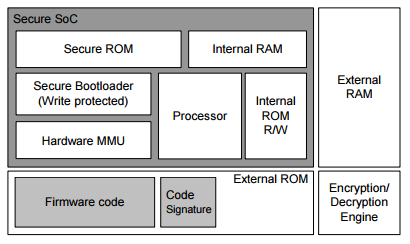 Secure SoC
Secure ROM
Internal RAM
Secure Bootloader
(Write protected)
Hardware MMU
Processor
Internal
ROM
R/W
External
RAM
External ROM
Firmware code
Code
Signature
Encryption/
Decryption
Engine